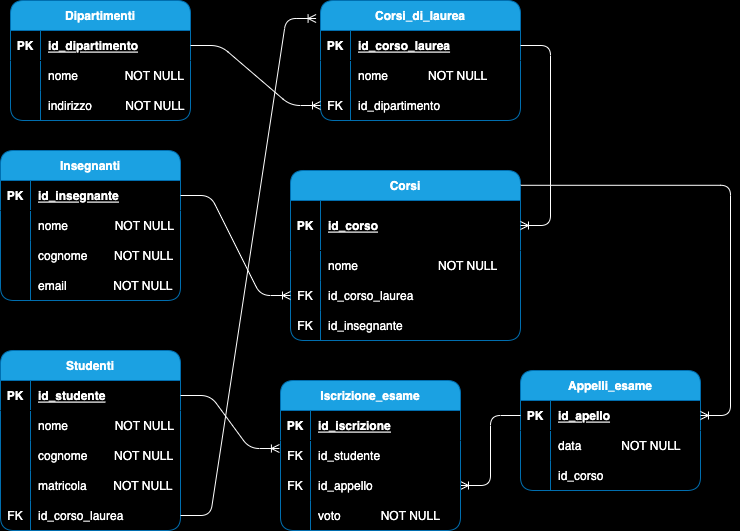 Dipartimenti
PK id_dipartimento
nome NOT NULL
indirizzo NOT NULL
Corsi_di_laurea
PK id_corso_laurea
nome NOT NULL
FK id_dipartimento
Insegnanti
PK id_insegnante
nome NOT NULL
cognome NOT NULL
email NOT NULL
Corsi
PK id_corso
nome NOT NULL
FK id_corso_laurea
FK id_insegnante
Studenti
PK id_studente
nome NOT NULL
cognome NOT NULL
matricola NOT NULL
FK id_corso_laurea
iscrizione_esame
PK id_iscrizione
FK id_studente
FK id_appello
voto NOT NULL
Appelli_esame
PK id_apello
data NOT NULL
id_corso